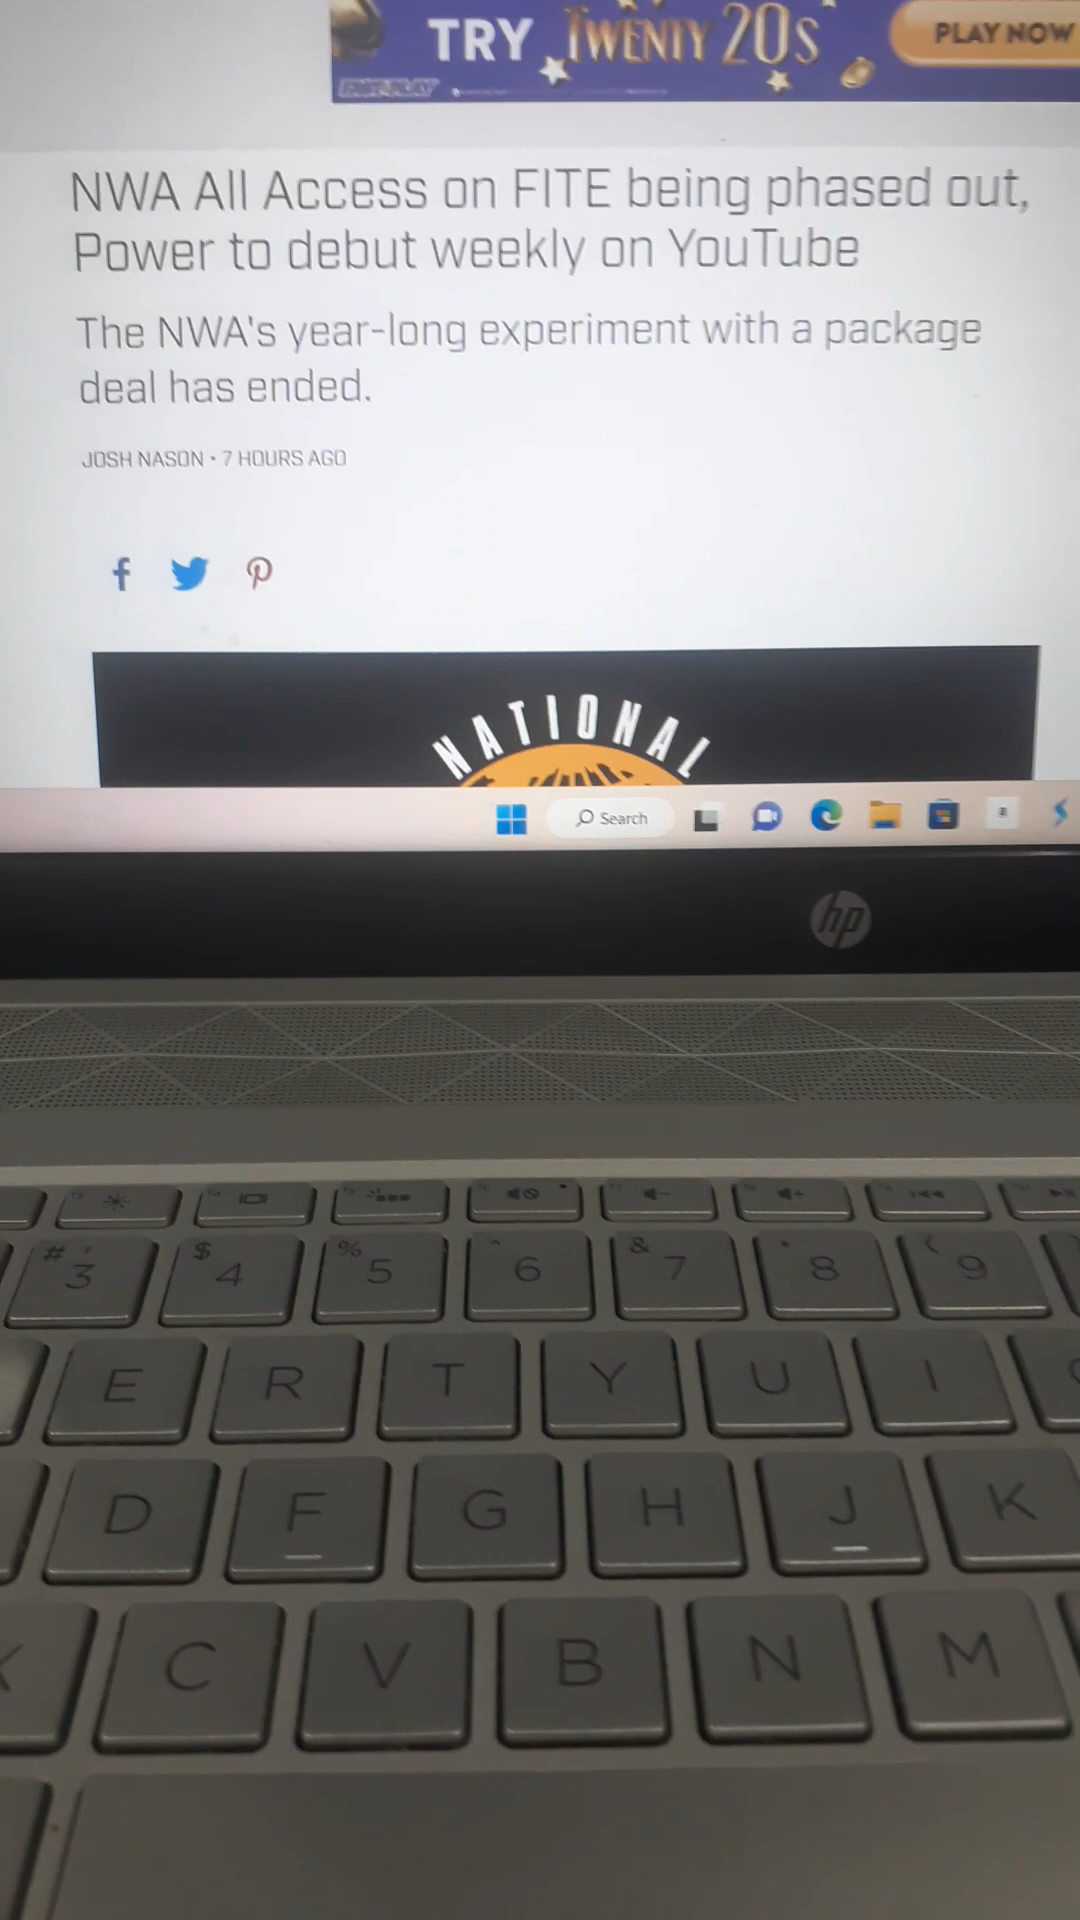 TRY TWENTY 20s PLAY NOW
FAST PLAY
NWA All Access on FITE being phased out,
Power to debut weekly on YouTube
The NWA's year-long experiment with a package
deal has ended.
JOSH NASON • 7 HOURS AGO
NATIONAL
Search
hp
# 3 $ 4 % 5 ^ 6 & 7 * 8 ( 9
E R T Y U I
D F G H J K
C V B N M